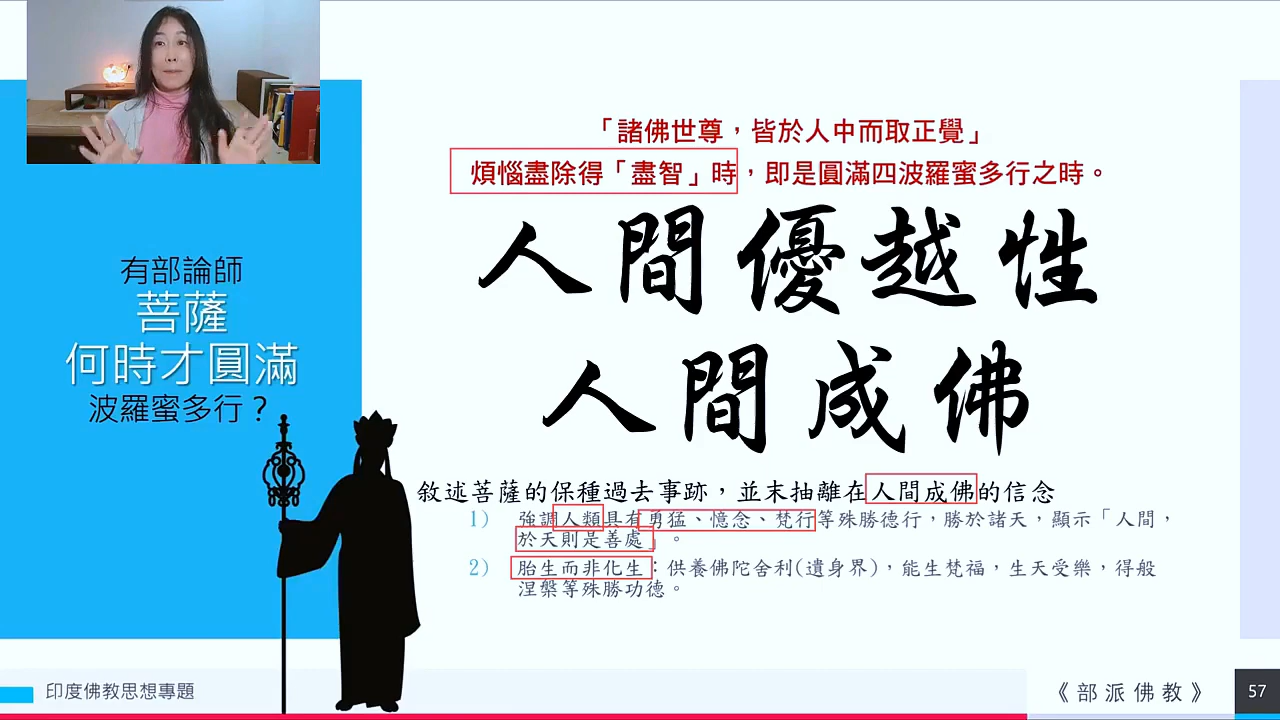 有部論師
菩薩
何時才圓滿
波羅蜜多行？
「諸佛世尊，皆於人中而取正覺」
煩惱盡除得「盡智」時，即是圓滿四波羅蜜多行之時。
人間優越性
人間成佛
敘述菩薩的保種過去事跡，並未抽離在人間成佛的信念
1) 強調人類具有勇猛、憶念、梵行等殊勝德行，勝於諸天，顯示「人間，
於天則是善處」。
2) 胎生而非化生：供養佛陀舍利(遺身界)，能生梵福，生天受樂，得般
涅槃等殊勝功德。
印度佛教思想專題
《部派佛教》
57